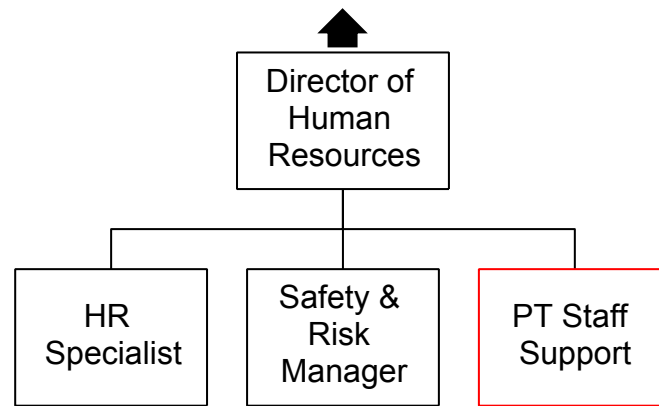 Director of
Human
Resources
HR
Specialist
Safety &
Risk
Manager
PT Staff
Support